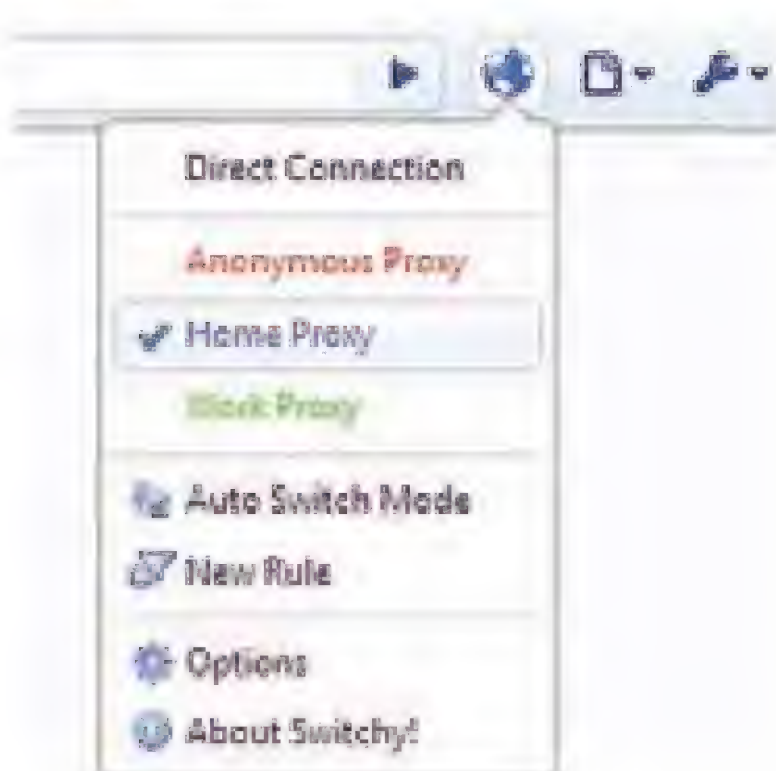 Direct Connection
Anonymous Proxy
Home Proxy
Work Proxy
Auto Switch Mode
New Rule
Options
About Switchy!